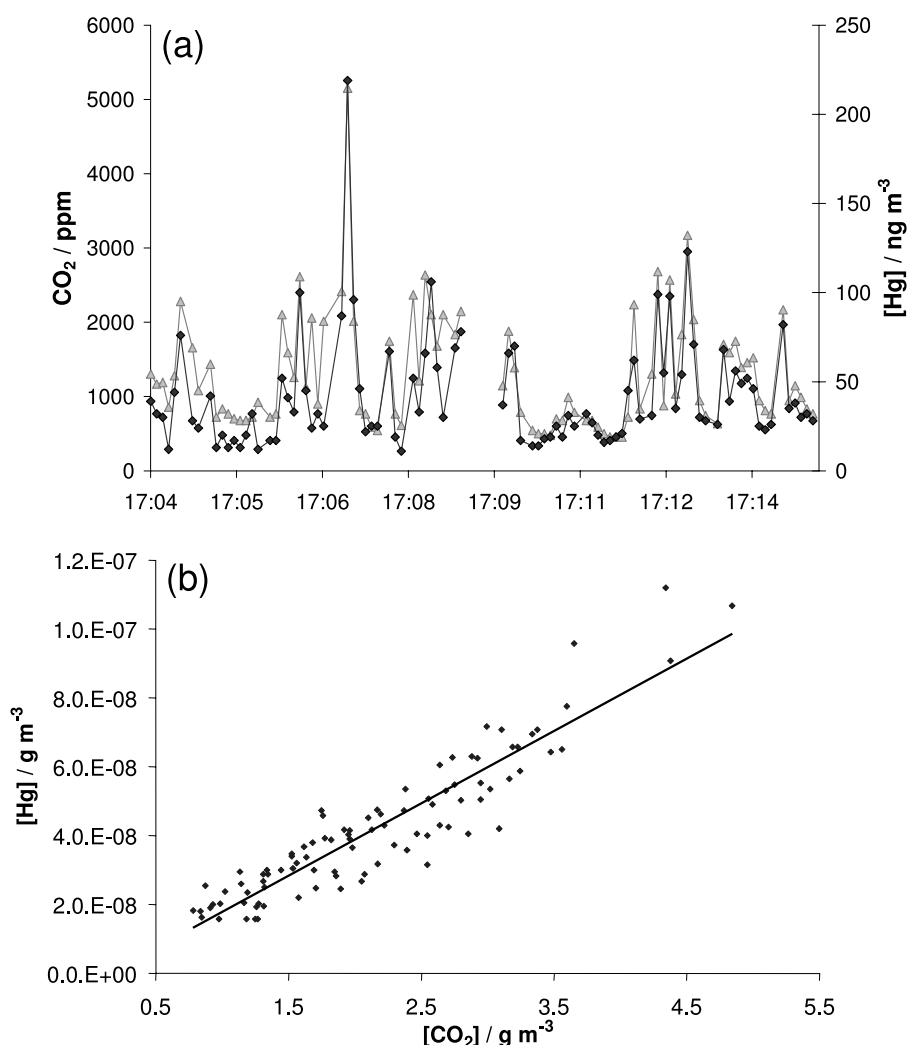 (a)
6000
5000
4000
3000
2000
1000
0
CO₂ / ppm
250
200
150
100
50
0
[Hg] / ng m⁻³
17:04 17:05 17:06 17:08 17:09 17:11 17:12 17:14
(b)
1.2.E-07
1.0.E-07
8.0.E-08
6.0.E-08
4.0.E-08
2.0.E-08
0.0.E+00
[Hg] / g m⁻³
0.5 1.5 2.5 3.5 4.5 5.5
[CO₂] / g m⁻³